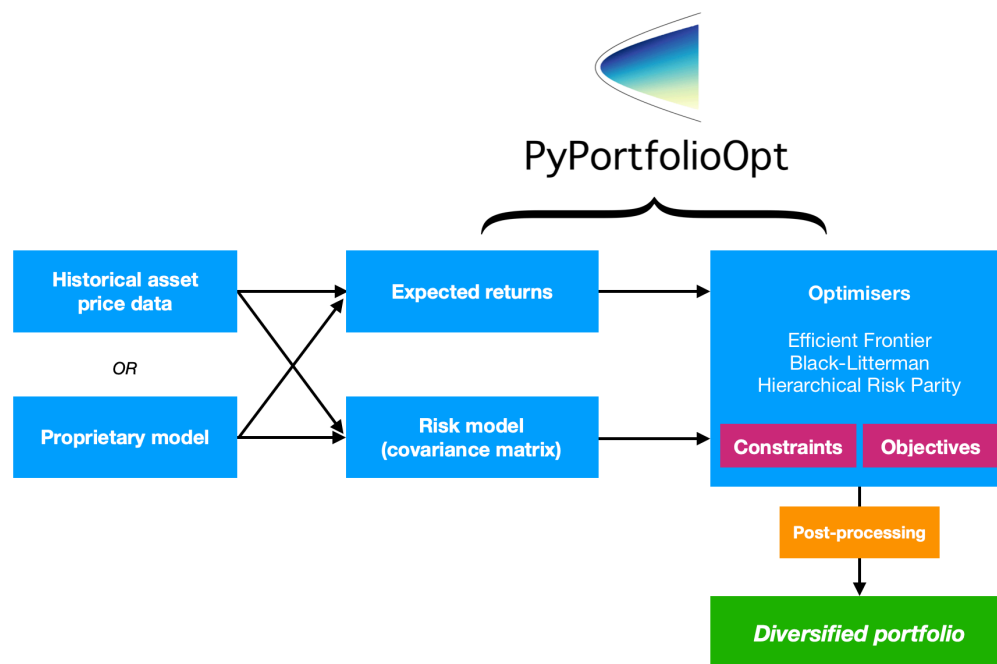 PyPortfolioOpt
Historical asset
price data
Expected returns
Optimisers
Efficient Frontier
Black-Litterman
Hierarchical Risk Parity
OR
Proprietary model
Risk model
(covariance matrix)
Constraints
Objectives
Post-processing
Diversified portfolio